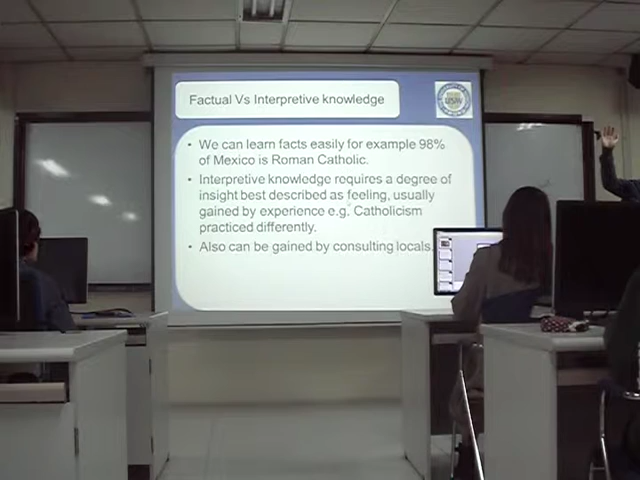 Factual Vs Interpretive knowledge
• We can learn facts easily for example 98%
of Mexico is Roman Catholic.
• Interpretive knowledge requires a degree of
insight best described as feeling, usually
gained by experience e.g. Catholicism
practiced differently.
• Also can be gained by consulting locals.